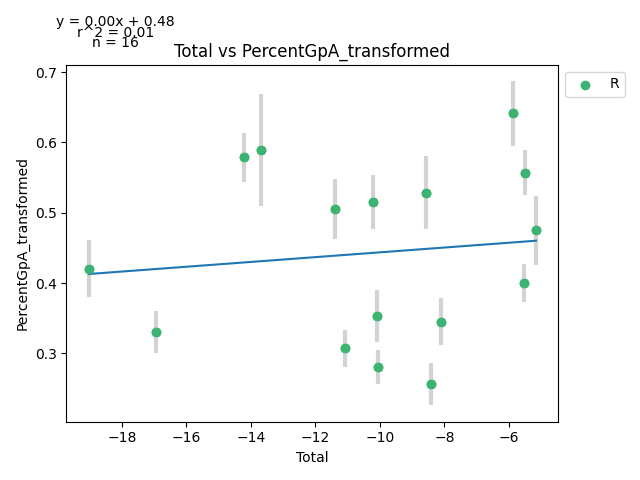 y = 0.00x + 0.48
r^2 = 0.01
n = 16
Total vs PercentGpA_transformed
R
PercentGpA_transformed
0.7
0.6
0.5
0.4
0.3
−18 −16 −14 −12 −10 −8 −6
Total